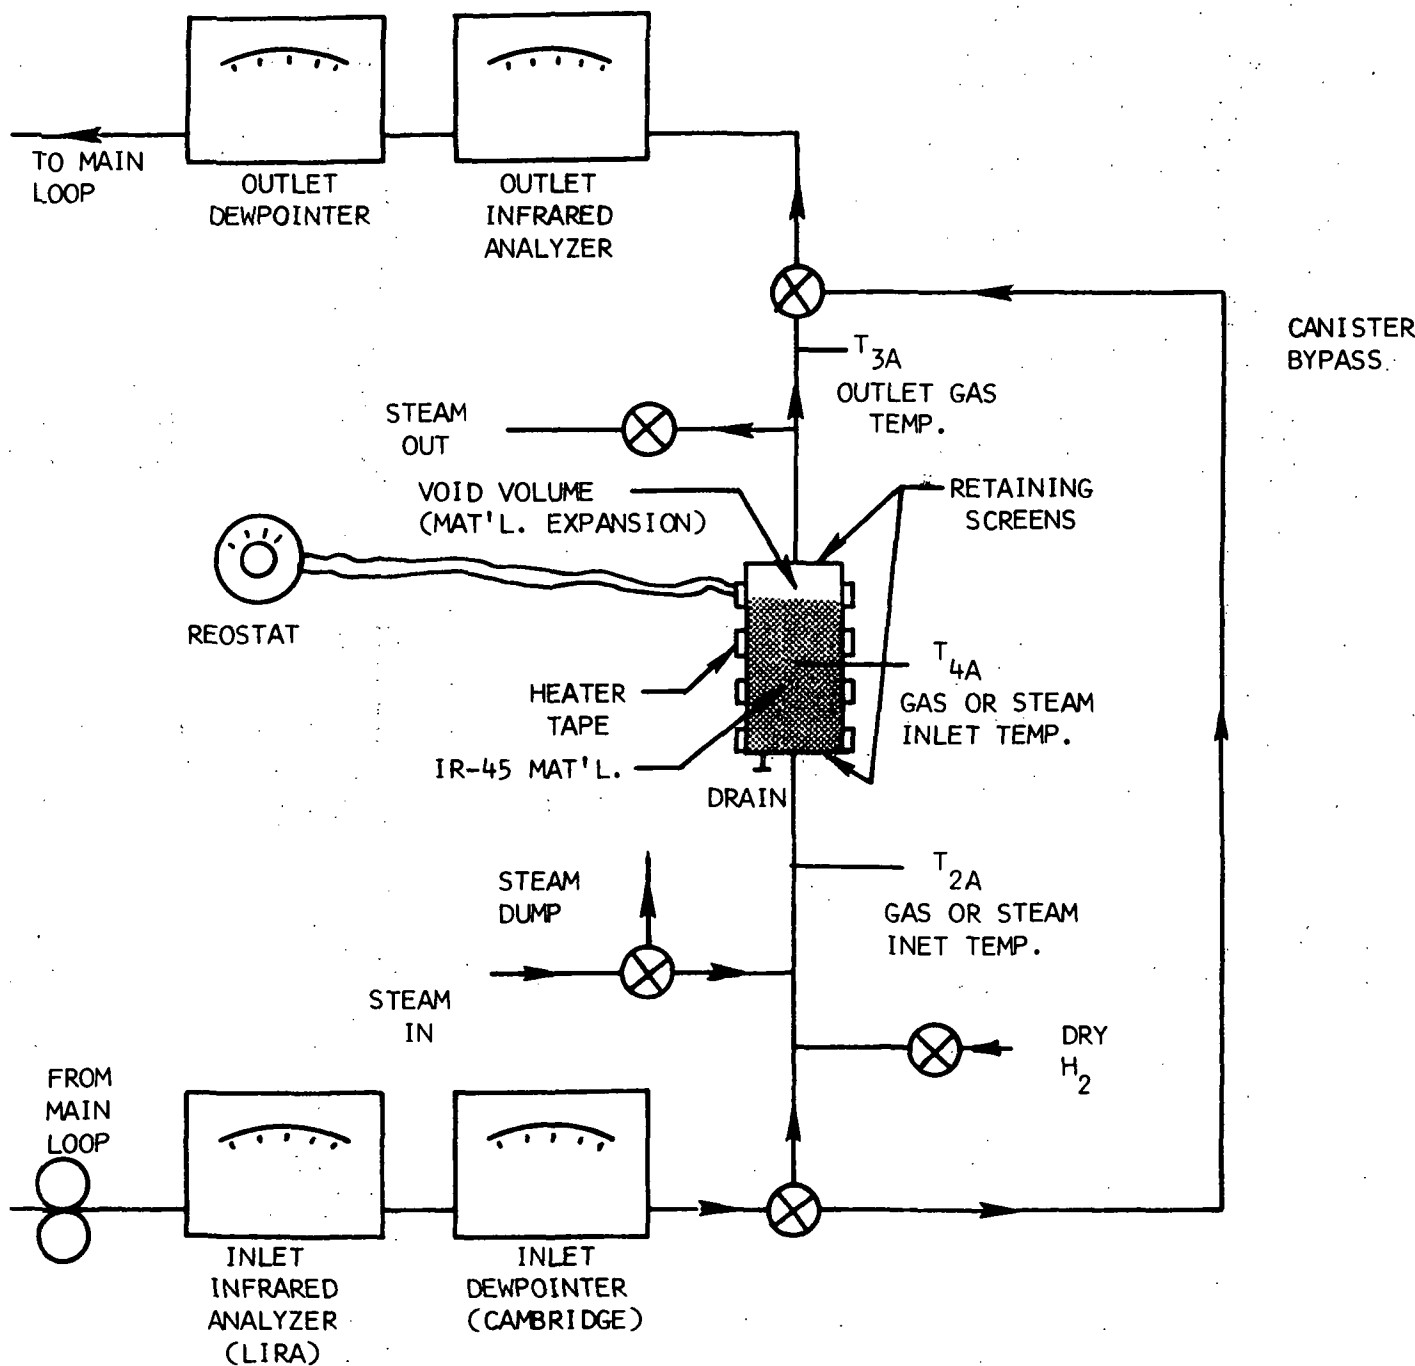 TO MAIN
LOOP
OUTLET
DEWPOINTER
OUTLET
INFRARED
ANALYZER
CANISTER
BYPASS
T3A
OUTLET GAS
TEMP.
STEAM
OUT
VOID VOLUME
(MAT'L. EXPANSION)
RETAINING
SCREENS
REOSTAT
T4A
GAS OR STEAM
INLET TEMP.
HEATER
TAPE
IR-45 MAT'L.
DRAIN
T2A
GAS OR STEAM
INET TEMP.
STEAM
DUMP
STEAM
IN
DRY
H2
FROM
MAIN
LOOP
INLET
INFRARED
ANALYZER
(LIRA)
INLET
DEWPOINTER
(CAMBRIDGE)